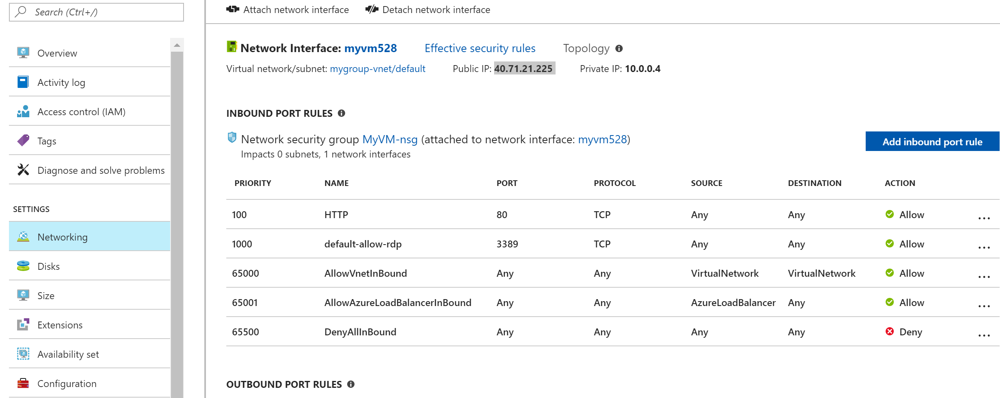 Search (Ctrl+/)
Overview
Activity log
Access control (IAM)
Tags
Diagnose and solve problems
SETTINGS
Networking
Disks
Size
Extensions
Availability set
Configuration
Attach network interface Detach network interface
Network Interface: myvm528 Effective security rules Topology
Virtual network/subnet: mygroup-vnet/default Public IP: 40.71.21.225 Private IP: 10.0.0.4
INBOUND PORT RULES
Network security group MyVM-nsg (attached to network interface: myvm528)
Impacts 0 subnets, 1 network interfaces
Add inbound port rule
PRIORITY NAME PORT PROTOCOL SOURCE DESTINATION ACTION
100 HTTP 80 TCP Any Any Allow ...
1000 default-allow-rdp 3389 TCP Any Any Allow ...
65000 AllowVnetInBound Any Any VirtualNetwork VirtualNetwork Allow ...
65001 AllowAzureLoadBalancerInBound Any Any AzureLoadBalancer Any Allow ...
65500 DenyAllInBound Any Any Any Any Deny ...
OUTBOUND PORT RULES